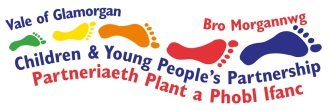 Vale of Glamorgan
Bro Morgannwg
Children & Young People's Partnership
Partneriaeth Plant a Phobl Ifanc